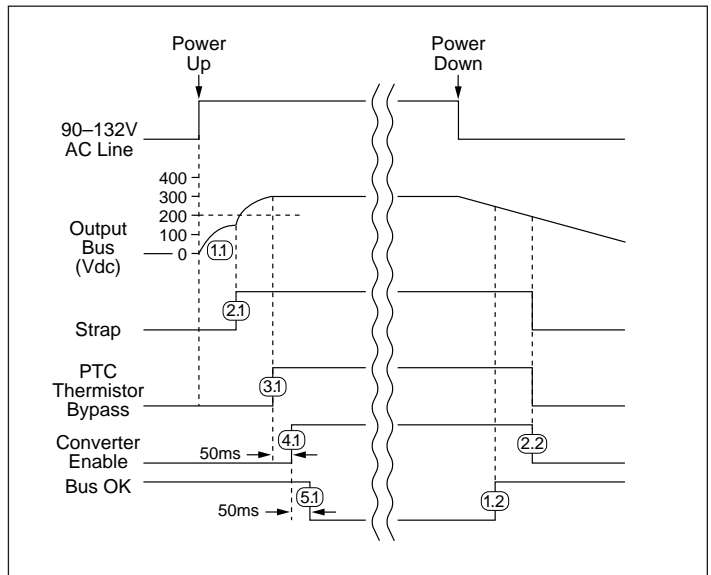 Power
Up
Power
Down
90–132V
AC Line
400
300
200
100
0
Output
Bus
(Vdc)
1.1
2.1
Strap
PTC
Thermistor
Bypass
3.1
Converter
Enable
4.1
2.2
50ms
Bus OK
5.1
1.2
50ms